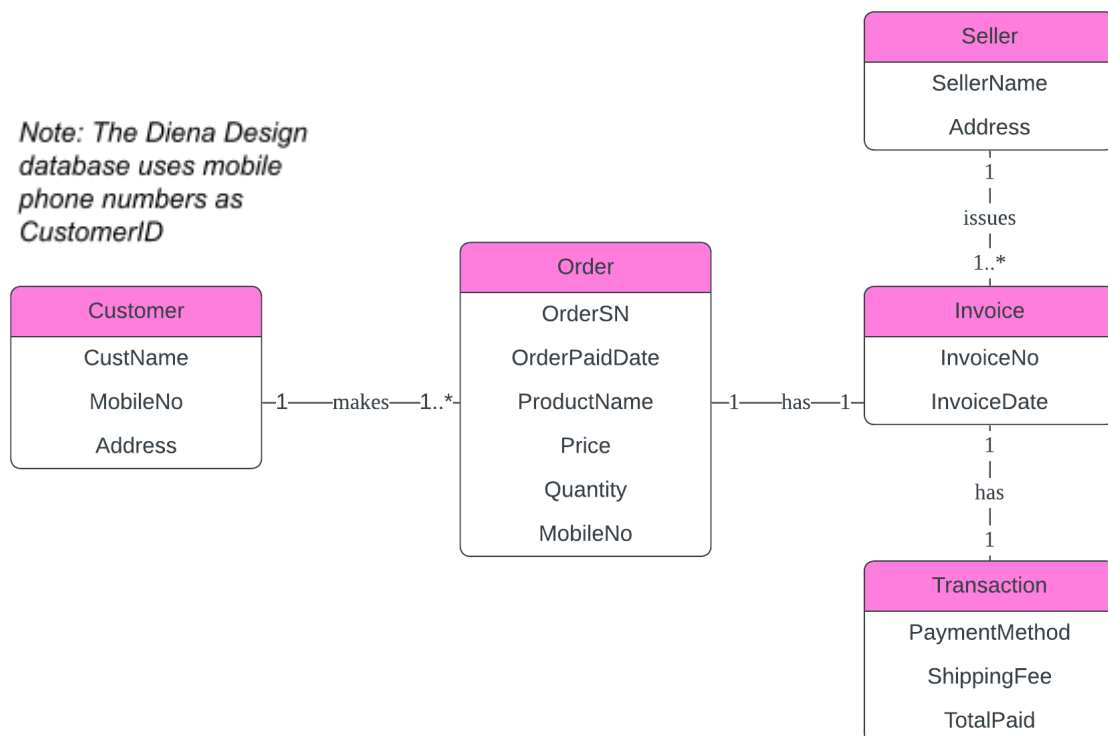 Note: The Diena Design
database uses mobile
phone numbers as
CustomerID
Customer
CustName
MobileNo
Address
1
makes
1..*
Order
OrderSN
OrderPaidDate
ProductName
Price
Quantity
MobileNo
1
has
1
Seller
SellerName
Address
1
issues
1..*
Invoice
InvoiceNo
InvoiceDate
1
has
1
Transaction
PaymentMethod
ShippingFee
TotalPaid